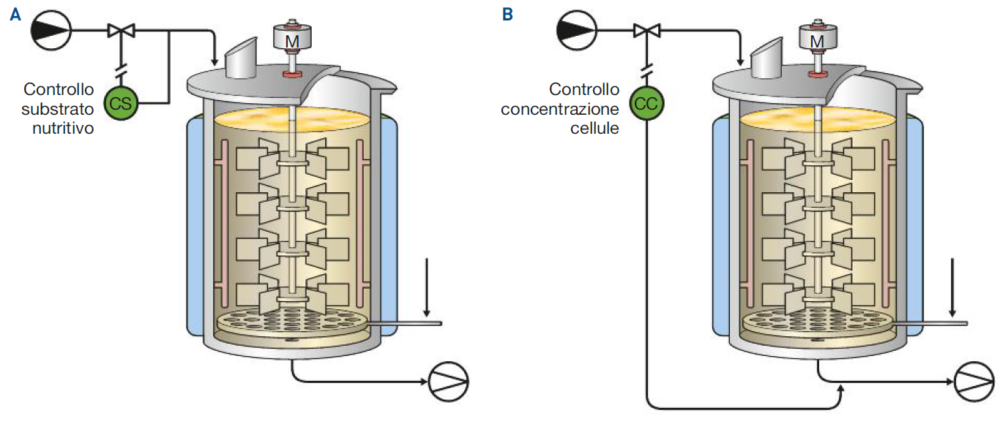 A
M
Controllo
substrato
nutritivo
CS
B
M
Controllo
concentrazione
cellule
CC